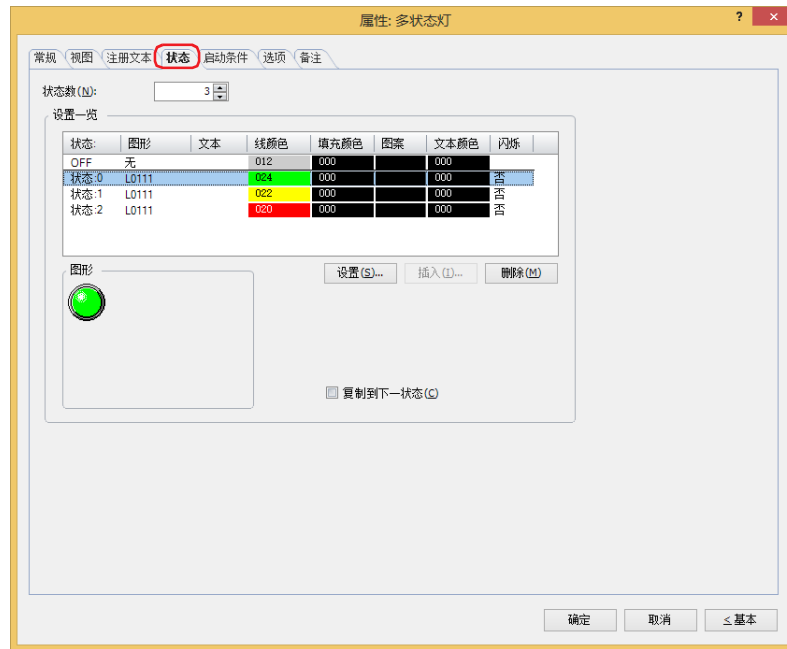 属性: 多状态灯 ? ×
常规 视图 注册文本 状态 启动条件 选项 备注
状态数(N): 3
设置一览
状态: 图形 文本 线颜色 填充颜色 图案 文本颜色 闪烁
OFF 无 012 000 000
状态:0 L0111 024 000 000 否
状态:1 L0111 022 000 000 否
状态:2 L0111 020 000 000 否
图形 设置(S)... 插入(I)... 删除(M)
复制到下一状态(C)
确定 取消 ≤基本